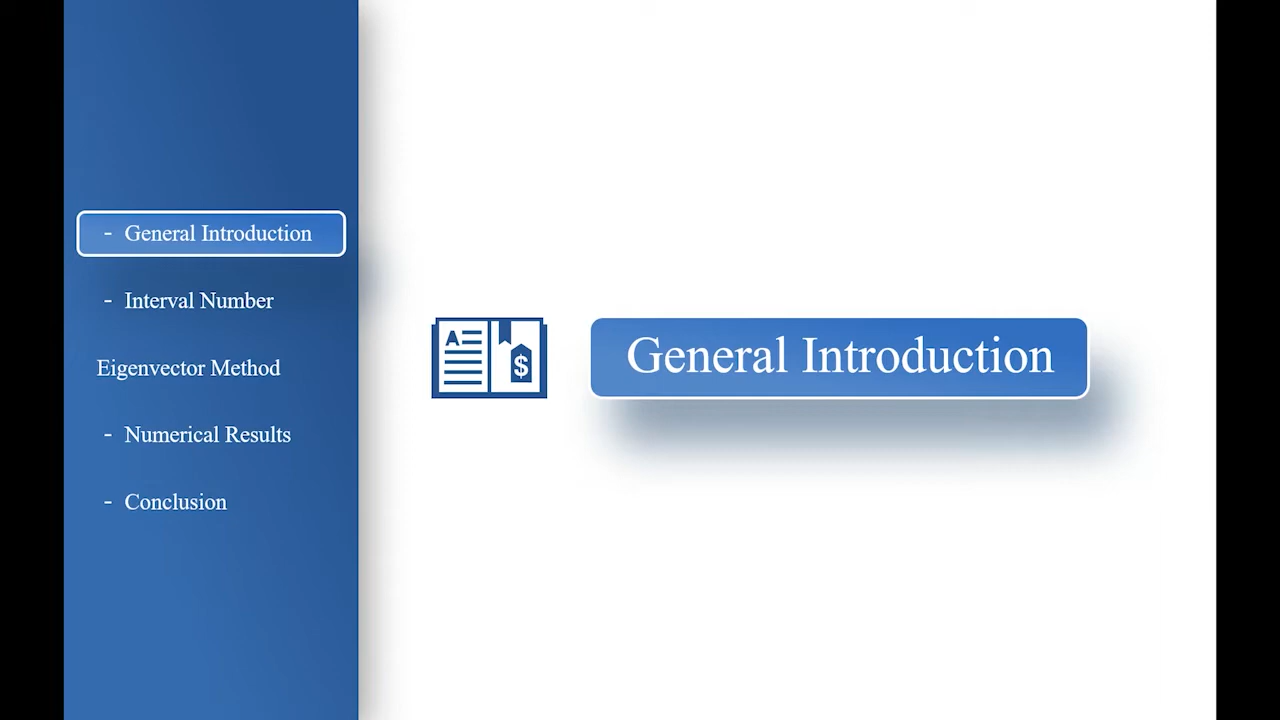 - General Introduction
- Interval Number
Eigenvector Method
- Numerical Results
- Conclusion
A
$
General Introduction